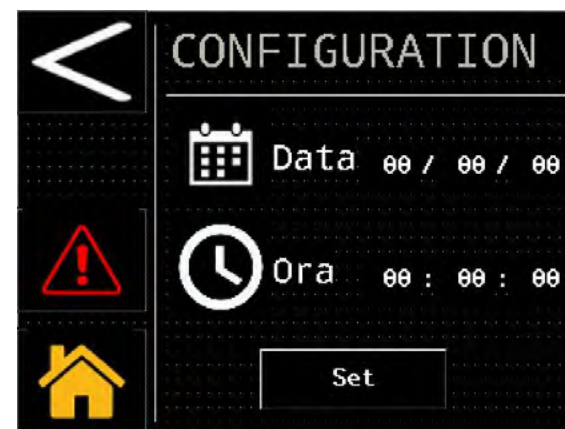 CONFIGURATION
Data 00 / 00 / 00
Ora 00 : 00 : 00
Set